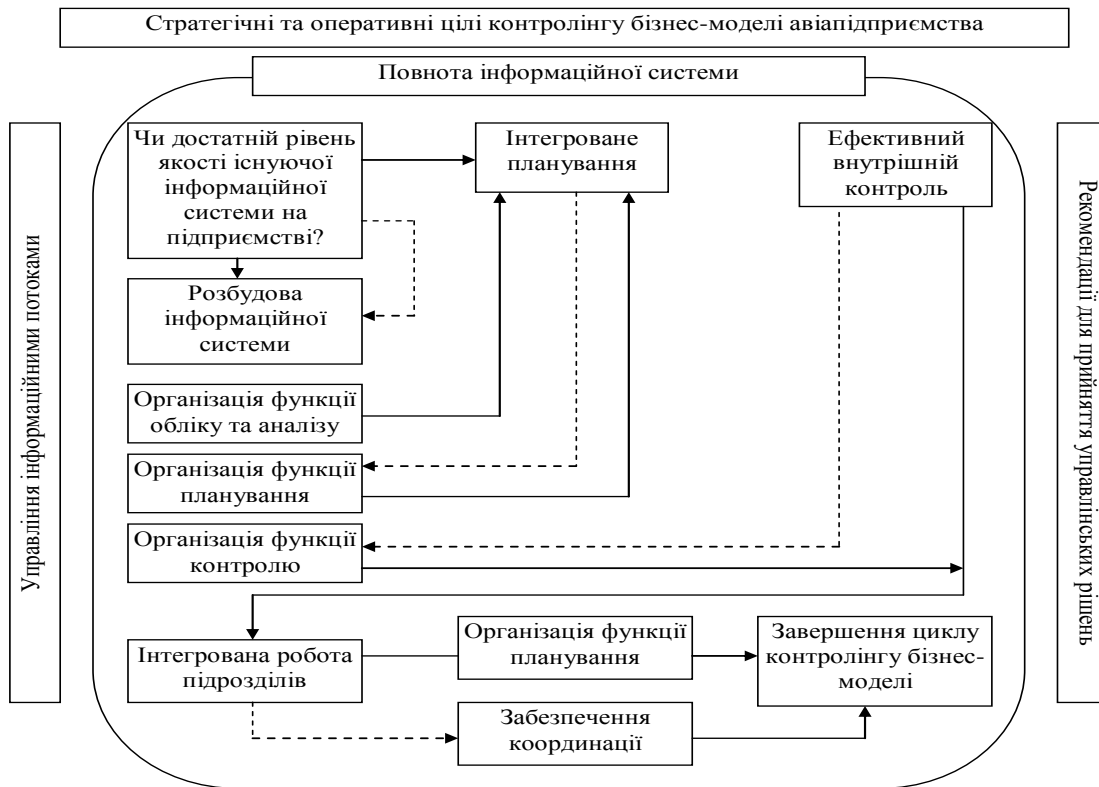 Стратегічні та оперативні цілі контролінгу бізнес-моделі авіапідприємства
Повнота інформаційної системи
Управління інформаційними потоками
Чи достатній рівень
якості існуючої
інформаційної
системи на
підприємстві?
Інтегроване
планування
Ефективний
внутрішній
контроль
Рекомендації для прийняття управлінських рішень
Розбудова
інформаційної
системи
Організація функції
обліку та аналізу
Організація функції
планування
Організація функції
контролю
Інтегрована робота
підрозділів
Організація функції
планування
Завершення циклу
контролінгу бізнес-
моделі
Забезпечення
координації